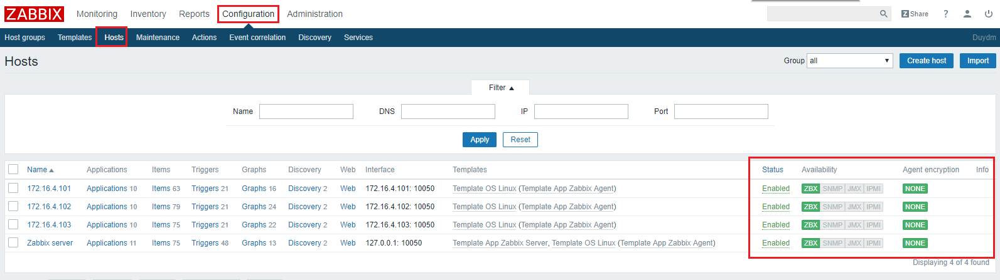 ZABBIX Monitoring Inventory Reports Configuration Administration Z Share ?
Host groups Templates Hosts Maintenance Actions Event correlation Discovery Services Duydm
Hosts Group all Create host Import
Filter
Name DNS IP Port
Apply Reset
Name Applications Items Triggers Graphs Discovery Web Interface Templates Status Availability Agent encryption Info
172.16.4.101 Applications 10 Items 63 Triggers 21 Graphs 16 Discovery 2 Web 172.16.4.101: 10050 Template OS Linux (Template App Zabbix Agent) Enabled ZBX SNMP JMX IPMI NONE
172.16.4.102 Applications 10 Items 79 Triggers 21 Graphs 24 Discovery 2 Web 172.16.4.102: 10050 Template OS Linux (Template App Zabbix Agent) Enabled ZBX SNMP JMX IPMI NONE
172.16.4.103 Applications 10 Items 75 Triggers 21 Graphs 22 Discovery 2 Web 172.16.4.103: 10050 Template OS Linux (Template App Zabbix Agent) Enabled ZBX SNMP JMX IPMI NONE
Zabbix server Applications 11 Items 75 Triggers 48 Graphs 13 Discovery 2 Web 127.0.0.1: 10050 Template App Zabbix Server, Template OS Linux (Template App Zabbix Agent) Enabled ZBX SNMP JMX IPMI NONE
Displaying 4 of 4 found